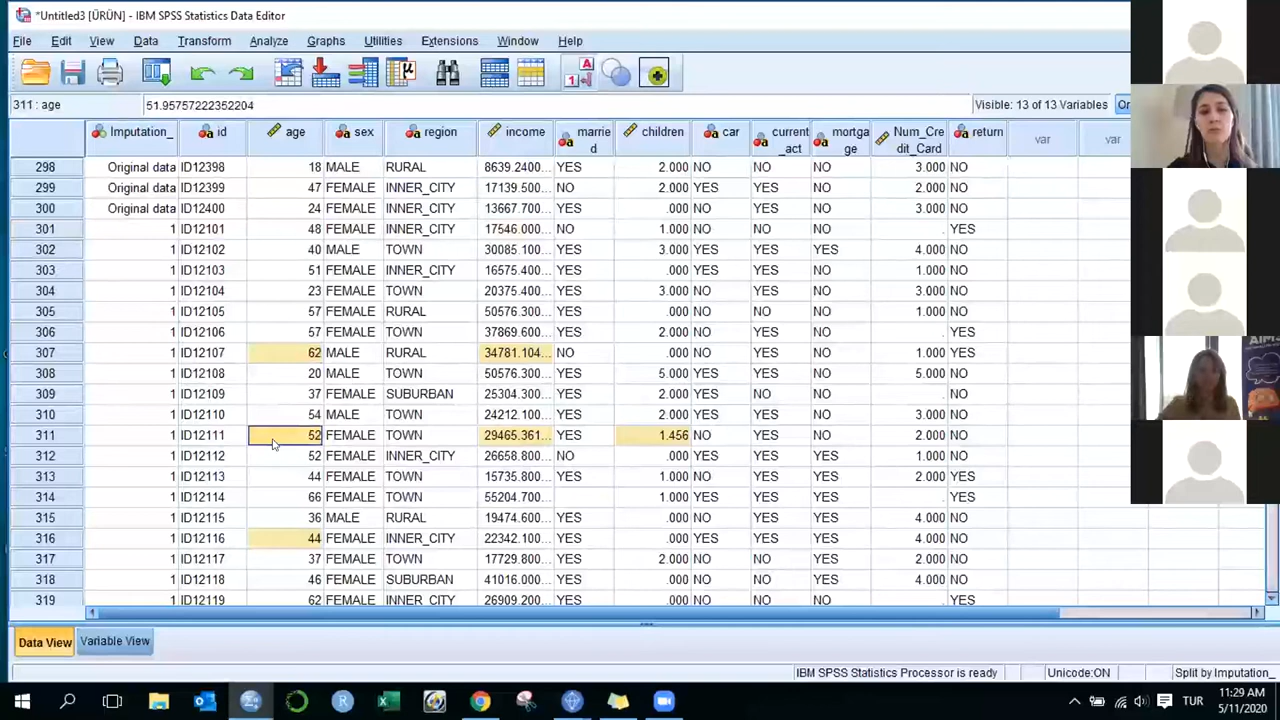 *Untitled3 [ÜRÜN] - IBM SPSS Statistics Data Editor
File Edit View Data Transform Analyze Graphs Utilities Extensions Window Help
311 : age 51.95757222352204 Visible: 13 of 13 Variables Or
Imputation_ id age sex region income marrie d children car current _act mortga ge Num_Cre dit_Card return var var
298 Original data ID12398 18 MALE RURAL 8639.2400... YES 2.000 NO NO NO 3.000 NO
299 Original data ID12399 47 FEMALE INNER_CITY 17139.500... NO 2.000 YES YES NO 2.000 NO
300 Original data ID12400 24 FEMALE INNER_CITY 13667.700... YES .000 NO YES NO 3.000 NO
301 1 ID12101 48 FEMALE INNER_CITY 17546.000... NO 1.000 NO NO NO . YES
302 1 ID12102 40 MALE TOWN 30085.100... YES 3.000 YES YES YES 4.000 NO
303 1 ID12103 51 FEMALE INNER_CITY 16575.400... YES .000 YES YES NO 1.000 NO
304 1 ID12104 23 FEMALE TOWN 20375.400... YES 3.000 NO YES NO 3.000 NO
305 1 ID12105 57 FEMALE RURAL 50576.300... YES .000 NO NO NO 1.000 NO
306 1 ID12106 57 FEMALE TOWN 37869.600... YES 2.000 NO YES NO . YES
307 1 ID12107 62 MALE RURAL 34781.104... NO .000 NO YES NO 1.000 YES
308 1 ID12108 20 MALE TOWN 50576.300... YES 5.000 YES YES NO 5.000 NO
309 1 ID12109 37 FEMALE SUBURBAN 25304.300... YES 2.000 YES NO NO . YES
310 1 ID12110 54 MALE TOWN 24212.100... YES 2.000 YES YES NO 3.000 NO
311 1 ID12111 52 FEMALE TOWN 29465.361... YES 1.456 NO YES NO 2.000 NO
312 1 ID12112 52 FEMALE INNER_CITY 26658.800... NO .000 YES YES YES 1.000 NO
313 1 ID12113 44 FEMALE TOWN 15735.800... YES 1.000 NO YES YES 2.000 YES
314 1 ID12114 66 FEMALE TOWN 55204.700... YES 1.000 YES YES YES . YES
315 1 ID12115 36 MALE RURAL 19474.600... YES .000 NO YES YES 4.000 NO
316 1 ID12116 44 FEMALE INNER_CITY 22342.100... YES .000 YES YES YES 4.000 NO
317 1 ID12117 37 FEMALE TOWN 17729.800... YES 2.000 NO NO YES 2.000 NO
318 1 ID12118 46 FEMALE SUBURBAN 41016.000... YES .000 NO NO YES 4.000 NO
319 1 ID12119 62 FEMALE INNER_CITY 26909.200... YES .000 NO YES NO . YES
Data View Variable View
IBM SPSS Statistics Processor is ready Unicode:ON Split by Imputation_
TUR 11:29 AM
5/11/2020